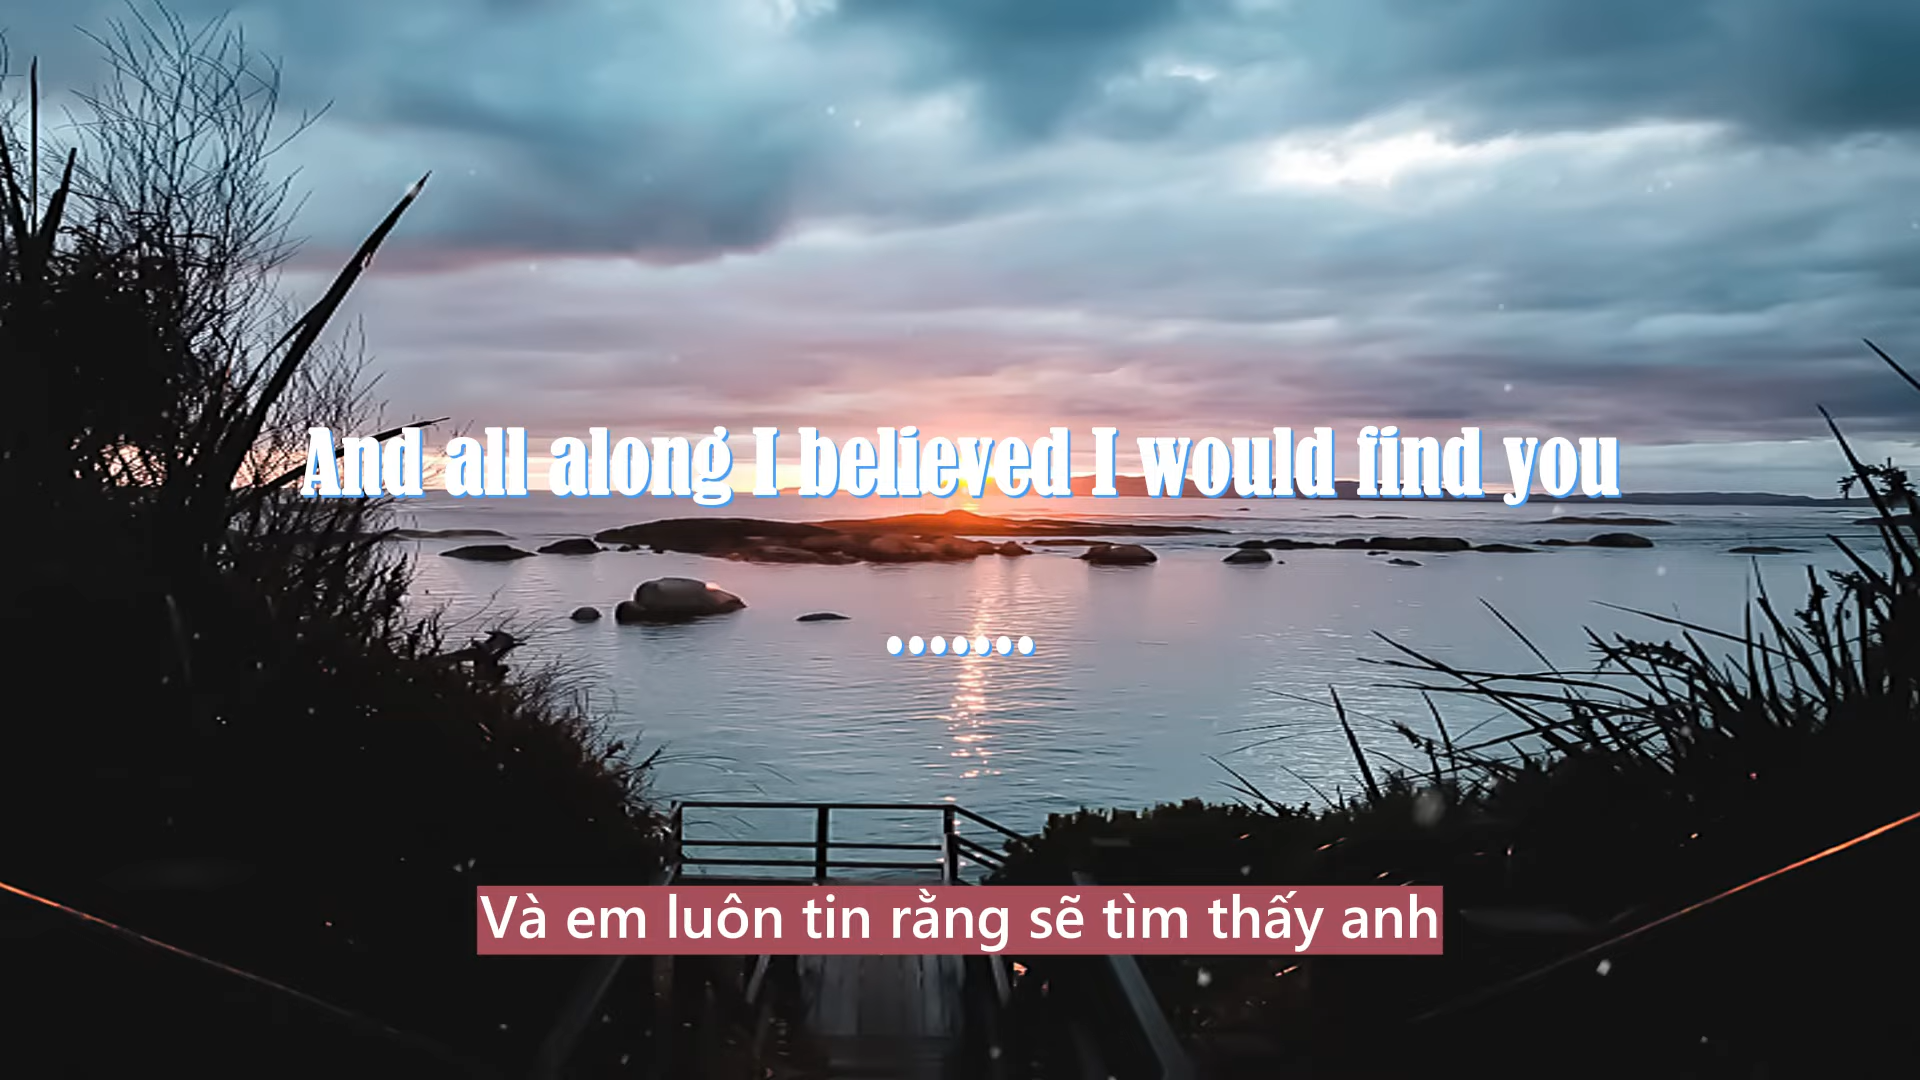 And all along I believed I would find you
.......
Và em luôn tin rằng sẽ tìm thấy anh